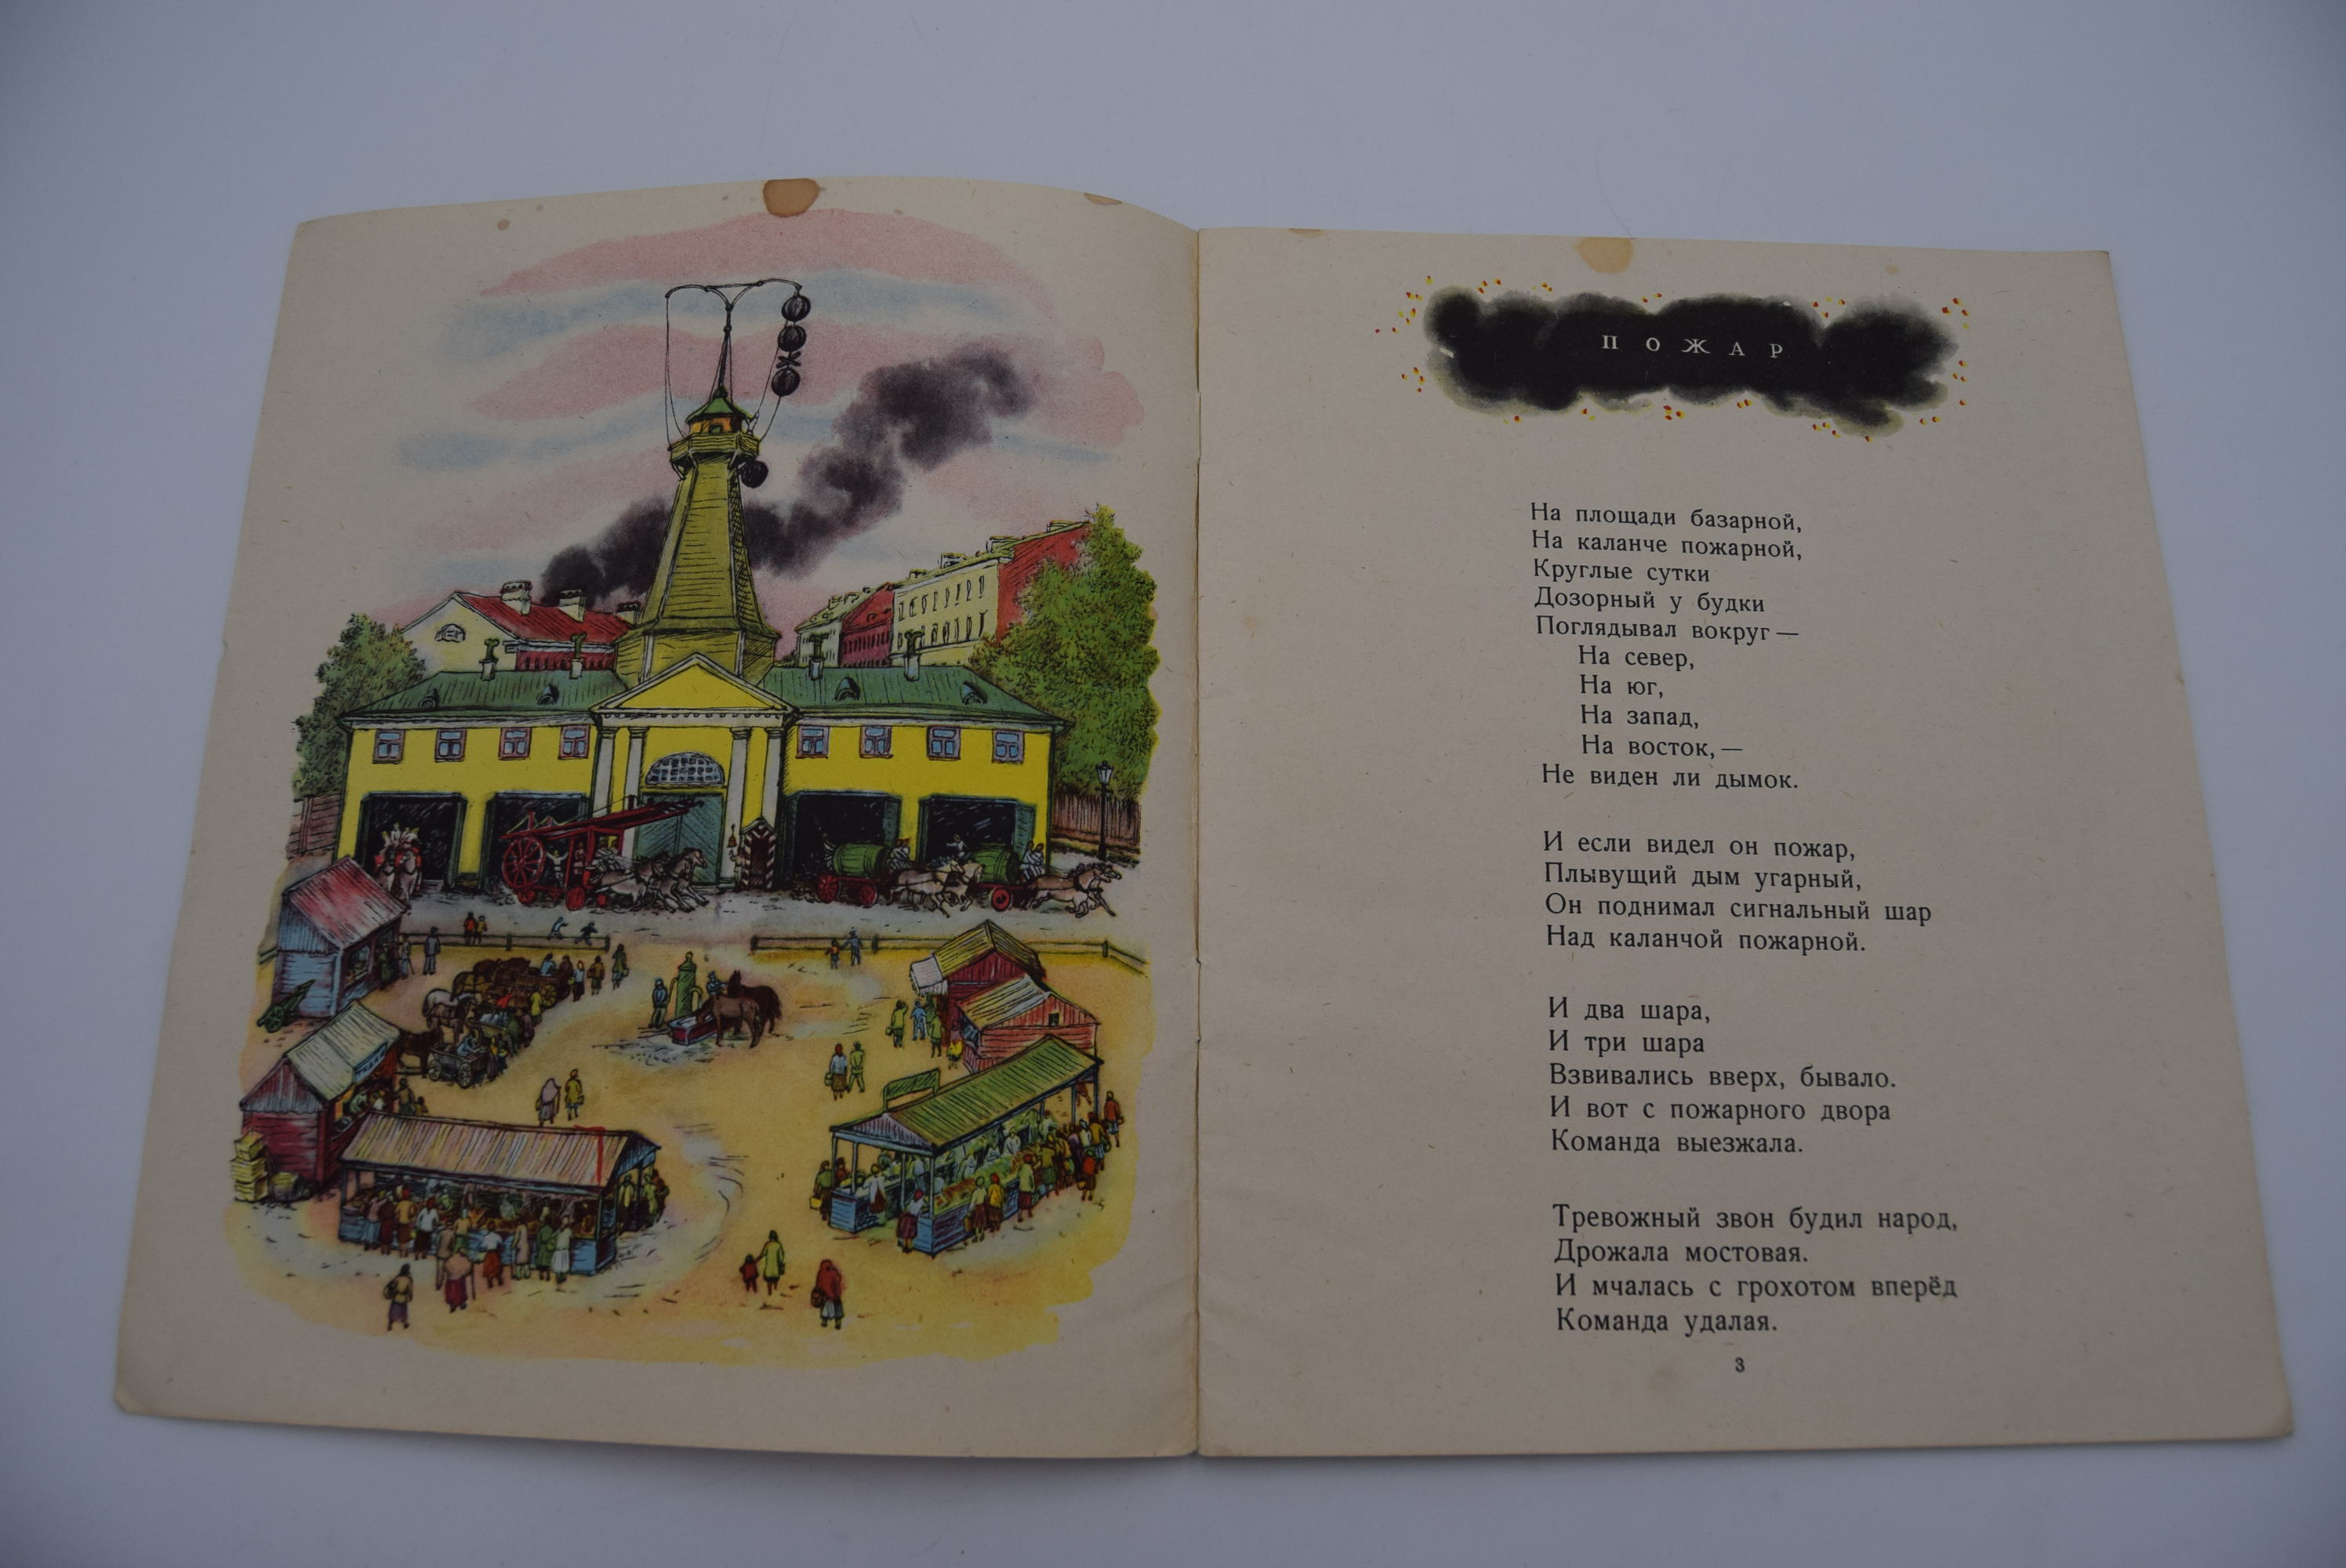 ПОЖАР
На площади базарной,
На каланче пожарной,
Круглые сутки
Дозорный у будки
Поглядывал вокруг —
На север,
На юг,
На запад,
На восток, —
Не виден ли дымок.
И если видел он пожар,
Плывущий дым угарный,
Он поднимал сигнальный шар
Над каланчой пожарной.
И два шара,
И три шара
Взвивались вверх, бывало.
И вот с пожарного двора
Команда выезжала.
Тревожный звон будил народ,
Дрожала мостовая.
И мчалась с грохотом вперёд
Команда удалая.
3